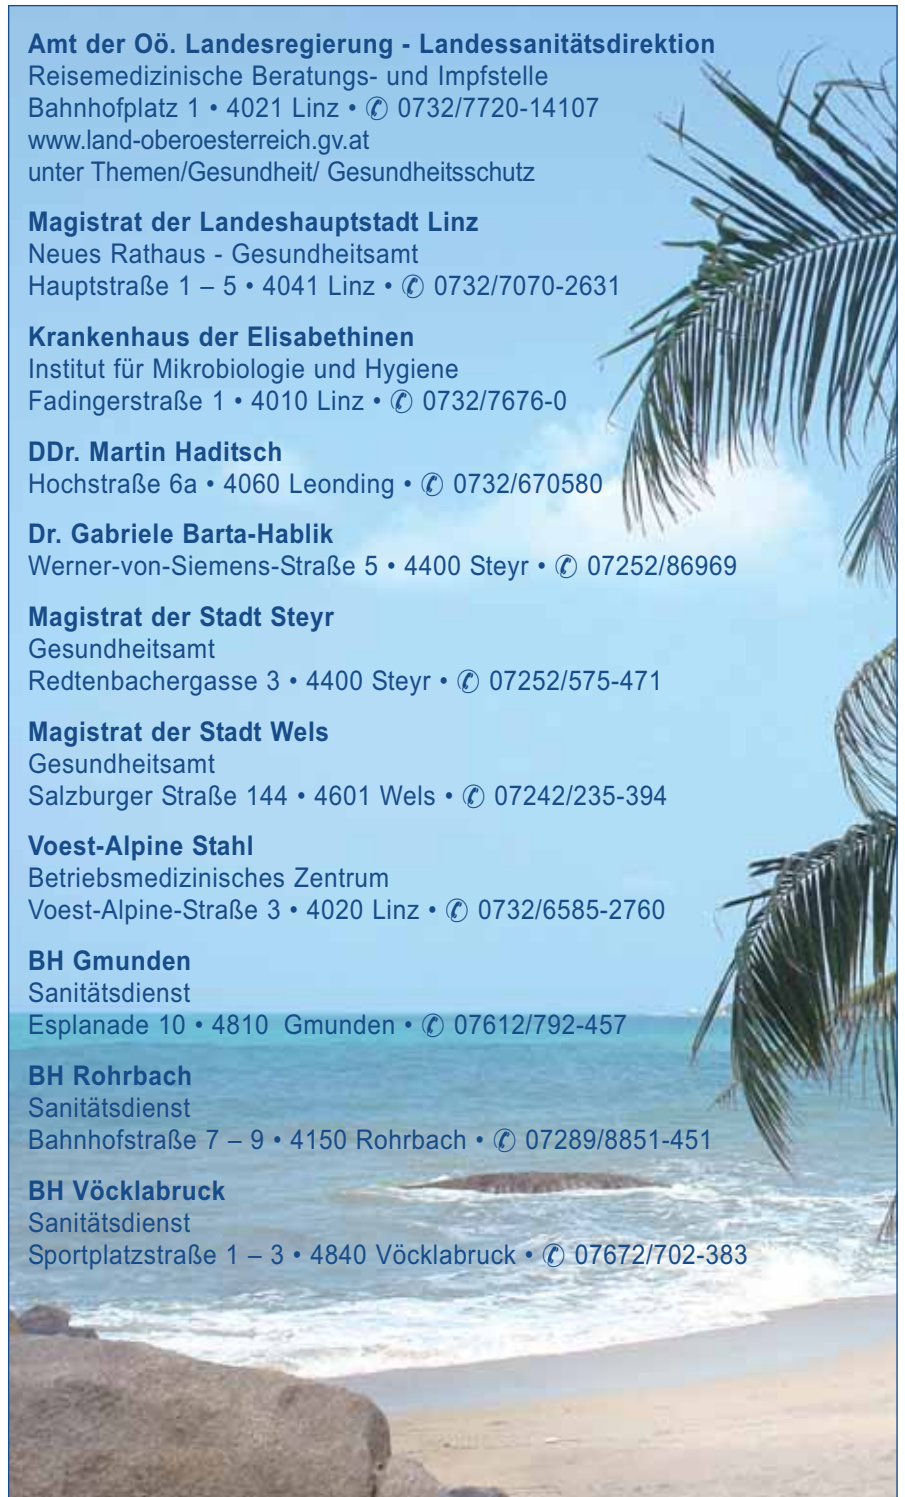 Amt der Oö. Landesregierung - Landessanitätsdirektion
Reisemedizinische Beratungs- und Impfstelle
Bahnhofplatz 1 • 4021 Linz • ✆ 0732/7720-14107
www.land-oberoesterreich.gv.at
unter Themen/Gesundheit/ Gesundheitsschutz
Magistrat der Landeshauptstadt Linz
Neues Rathaus - Gesundheitsamt
Hauptstraße 1 – 5 • 4041 Linz • ✆ 0732/7070-2631
Krankenhaus der Elisabethinen
Institut für Mikrobiologie und Hygiene
Fadingerstraße 1 • 4010 Linz • ✆ 0732/7676-0
DDr. Martin Haditsch
Hochstraße 6a • 4060 Leonding • ✆ 0732/670580
Dr. Gabriele Barta-Hablik
Werner-von-Siemens-Straße 5 • 4400 Steyr • ✆ 07252/86969
Magistrat der Stadt Steyr
Gesundheitsamt
Redtenbachergasse 3 • 4400 Steyr • ✆ 07252/575-471
Magistrat der Stadt Wels
Gesundheitsamt
Salzburger Straße 144 • 4601 Wels • ✆ 07242/235-394
Voest-Alpine Stahl
Betriebsmedizinisches Zentrum
Voest-Alpine-Straße 3 • 4020 Linz • ✆ 0732/6585-2760
BH Gmunden
Sanitätsdienst
Esplanade 10 • 4810  Gmunden • ✆ 07612/792-457
BH Rohrbach
Sanitätsdienst
Bahnhofstraße 7 – 9 • 4150 Rohrbach • ✆ 07289/8851-451
BH Vöcklabruck
Sanitätsdienst
Sportplatzstraße 1 – 3 • 4840 Vöcklabruck • ✆ 07672/702-383